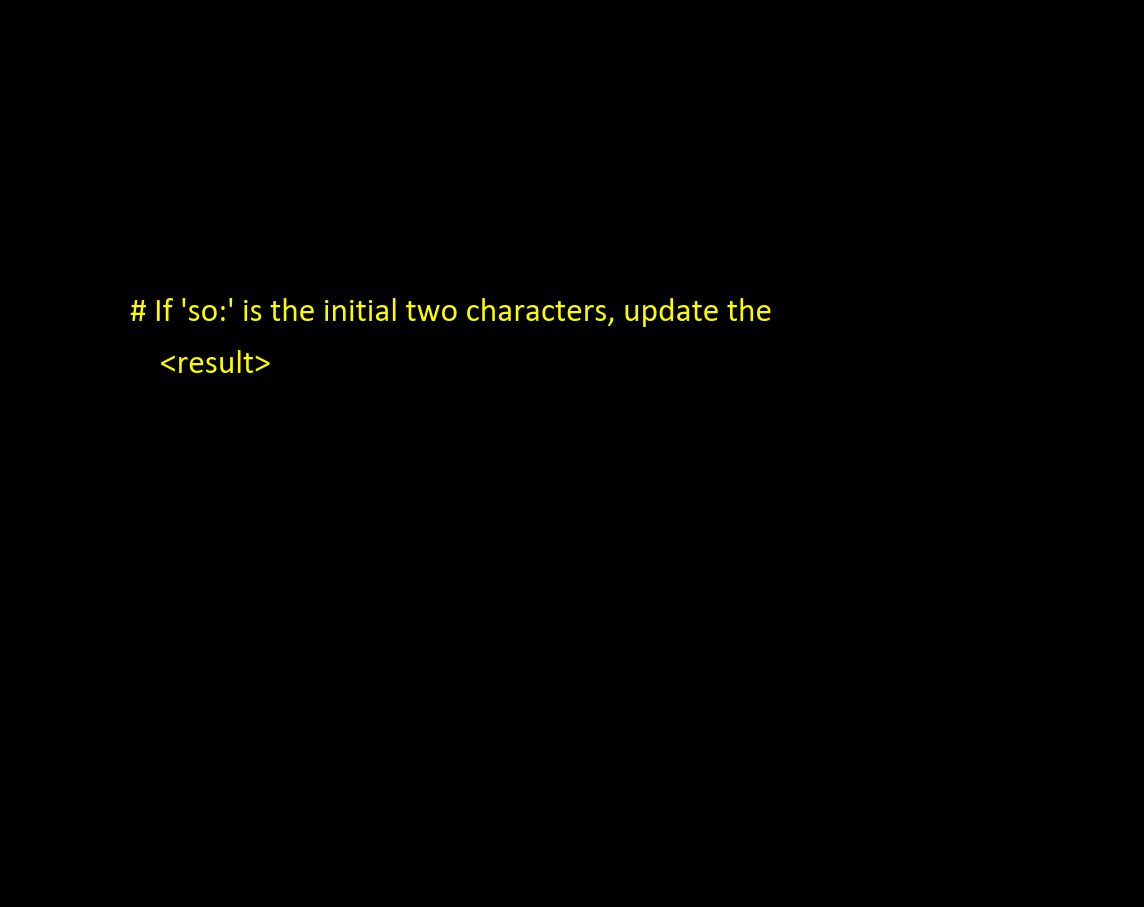 # If 'so:' is the initial two characters, update the
<result>